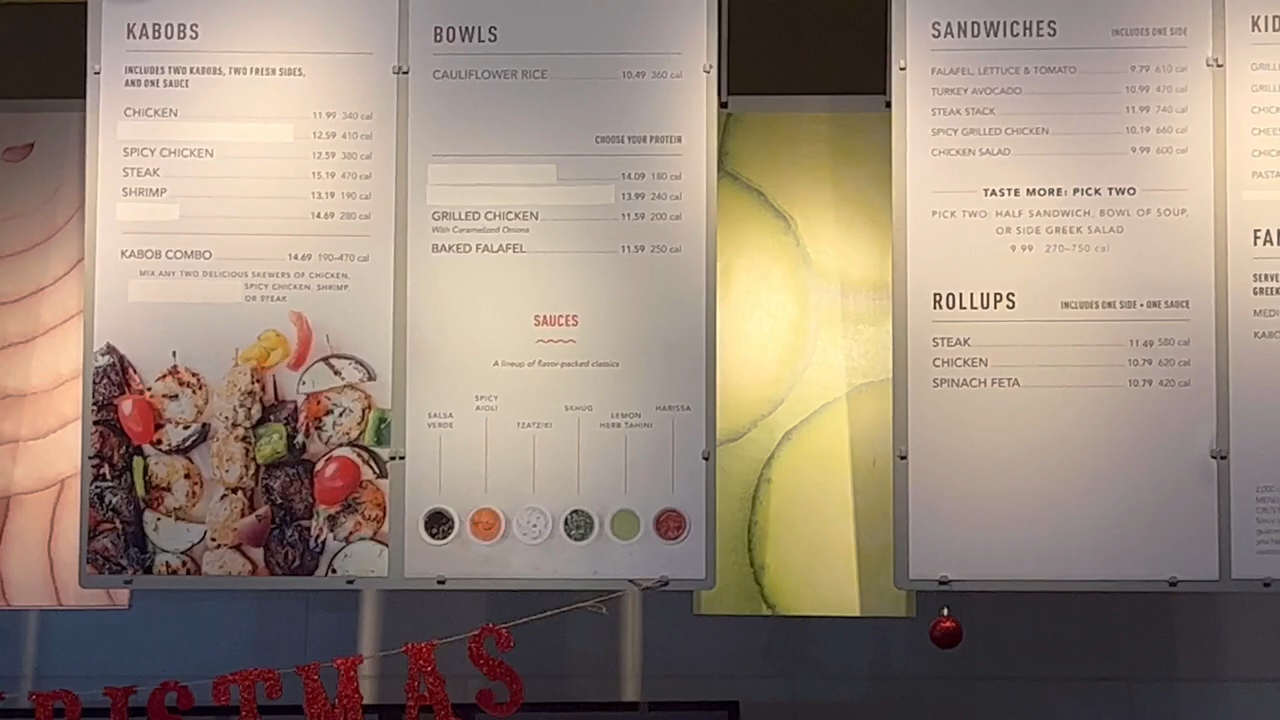 KABOBS
INCLUDES TWO KABOBS, TWO FRESH SIDES,
AND ONE SAUCE
CHICKEN 11.99 340 cal
12.59 410 cal
SPICY CHICKEN 12.59 380 cal
STEAK 15.19 470 cal
SHRIMP 13.19 190 cal
14.69 280 cal
KABOB COMBO 14.69 190–470 cal
MIX ANY TWO DELICIOUS SKEWERS OF CHICKEN,
SPICY CHICKEN, SHRIMP,
OR STEAK
BOWLS
CAULIFLOWER RICE 10.49 360 cal
CHOOSE YOUR PROTEIN
14.09 180 cal
13.99 240 cal
GRILLED CHICKEN 11.59 200 cal
With Caramelized Onions
BAKED FALAFEL 11.59 250 cal
SAUCES
A lineup of flavor-packed classics
SALSA
VERDE
SPICY
AIOLI
TZATZIKI
SKHUG
LEMON
HERB TAHINI
HARISSA
SANDWICHES INCLUDES ONE SIDE
FALAFEL, LETTUCE & TOMATO 9.79 610 cal
TURKEY AVOCADO 10.99 470 cal
STEAK STACK 11.99 740 cal
SPICY GRILLED CHICKEN 10.19 660 cal
CHICKEN SALAD 9.99 600 cal
TASTE MORE: PICK TWO
PICK TWO: HALF SANDWICH, BOWL OF SOUP,
OR SIDE GREEK SALAD
9.99 270–750 cal
ROLLUPS INCLUDES ONE SIDE + ONE SAUCE
STEAK 11.49 580 cal
CHICKEN 10.79 620 cal
SPINACH FETA 10.79 420 cal
KID
GRILL
GRILL
CHIC
CHEE
CHIC
PASTA
FAI
SERVE
GREEK
MEDI
KABO
RISTMAS